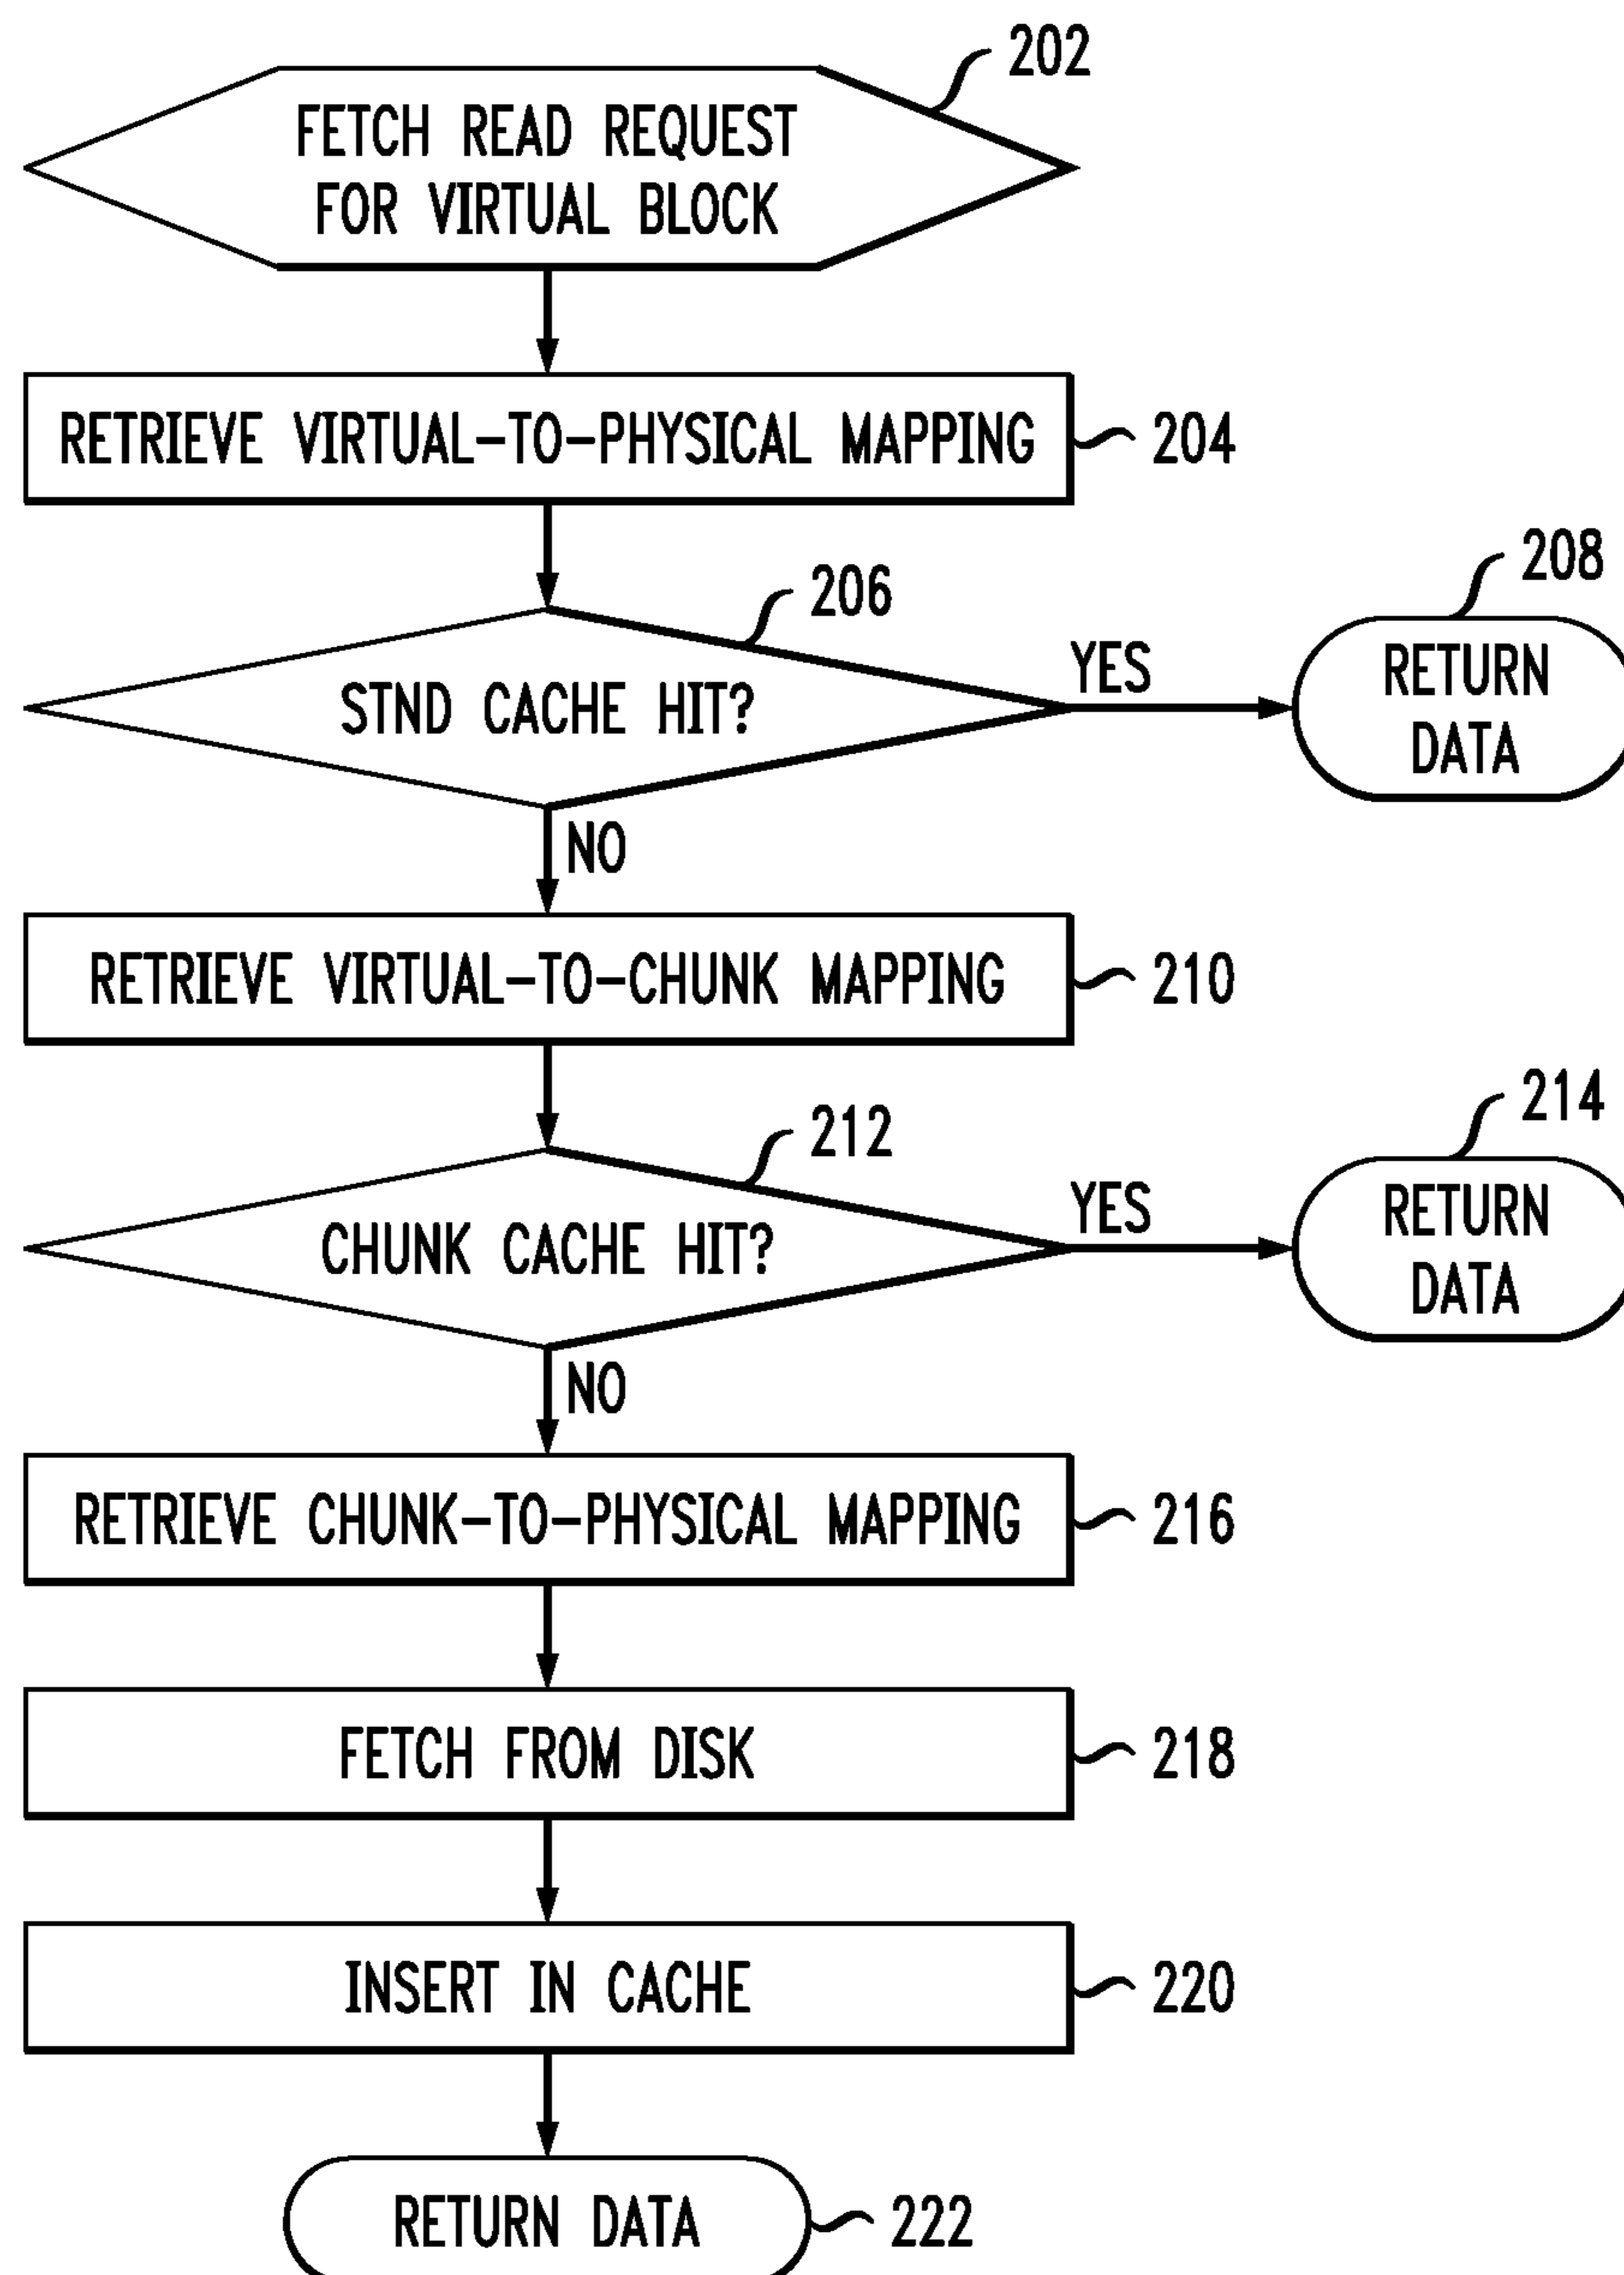 202
FETCH READ REQUEST
FOR VIRTUAL BLOCK
RETRIEVE VIRTUAL-TO-PHYSICAL MAPPING
204
206
STND CACHE HIT?
YES
208
RETURN
DATA
NO
RETRIEVE VIRTUAL-TO-CHUNK MAPPING
210
212
CHUNK CACHE HIT?
YES
214
RETURN
DATA
NO
RETRIEVE CHUNK-TO-PHYSICAL MAPPING
216
FETCH FROM DISK
218
INSERT IN CACHE
220
RETURN DATA
222